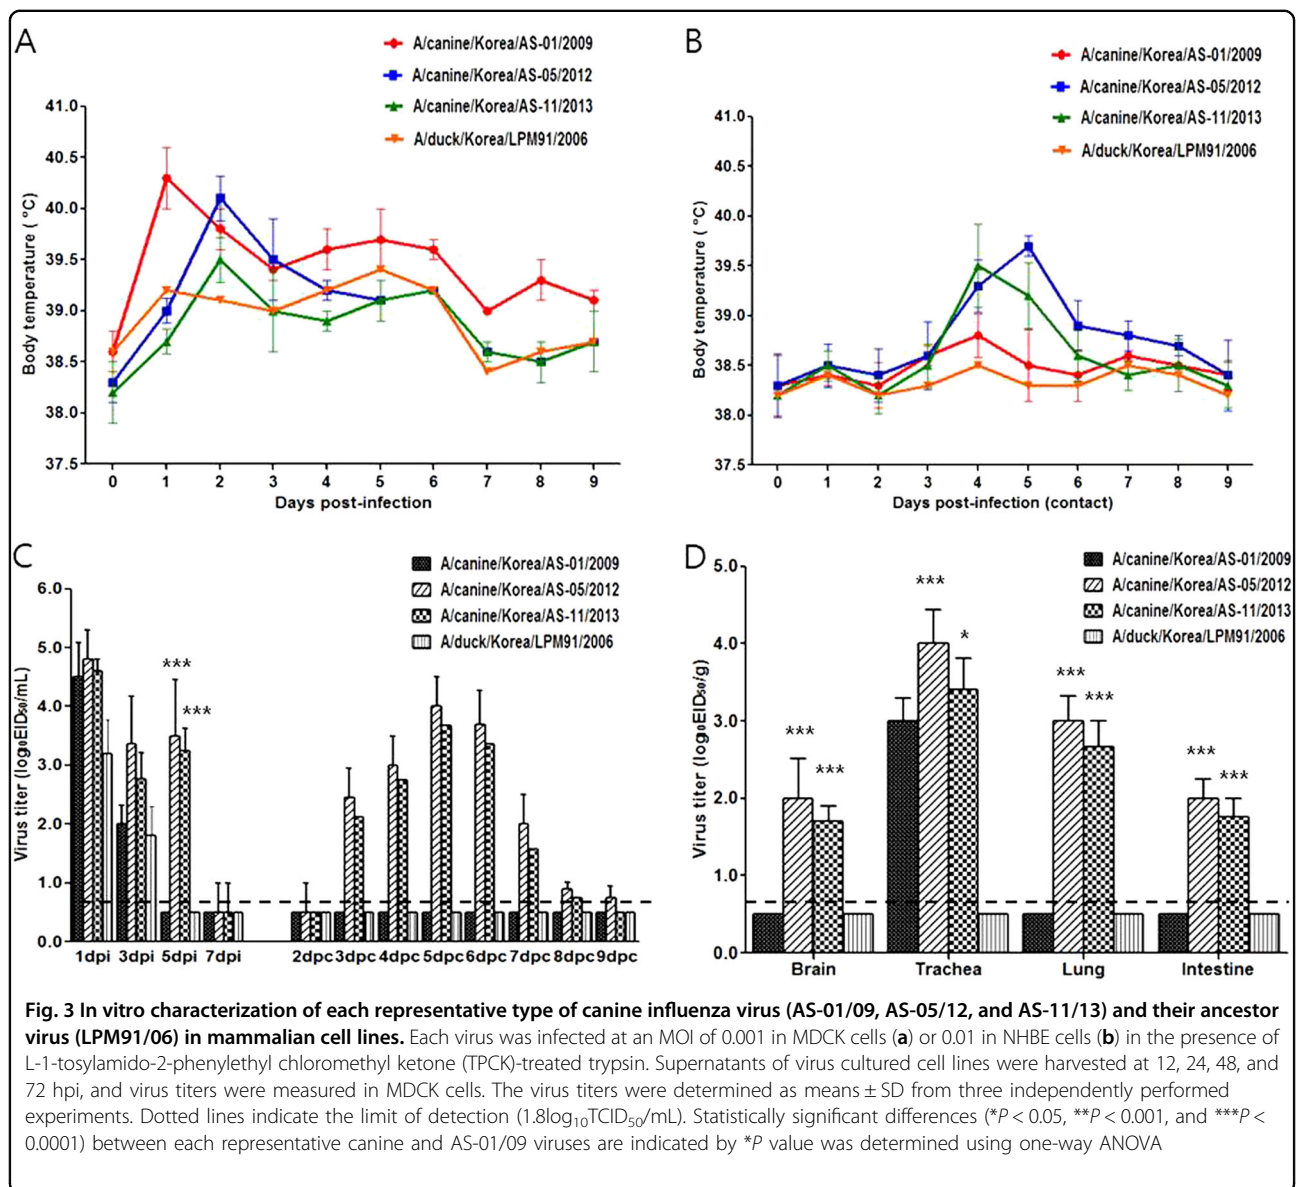 A
A/canine/Korea/AS-01/2009
A/canine/Korea/AS-05/2012
A/canine/Korea/AS-11/2013
A/duck/Korea/LPM91/2006
Body temperature ( °C)
41.0
40.5
40.0
39.5
39.0
38.5
38.0
37.5
0 1 2 3 4 5 6 7 8 9
Days post-infection
B
A/canine/Korea/AS-01/2009
A/canine/Korea/AS-05/2012
A/canine/Korea/AS-11/2013
A/duck/Korea/LPM91/2006
Body temperature ( °C)
41.0
40.5
40.0
39.5
39.0
38.5
38.0
37.5
0 1 2 3 4 5 6 7 8 9
Days post-infection (contact)
C
A/canine/Korea/AS-01/2009
A/canine/Korea/AS-05/2012
A/canine/Korea/AS-11/2013
A/duck/Korea/LPM91/2006
Virus titer (log10EID50/mL)
6.0
5.0
4.0
3.0
2.0
1.0
0.0
***
***
1dpi 3dpi 5dpi 7dpi 2dpc 3dpc 4dpc 5dpc 6dpc 7dpc 8dpc 9dpc
D
A/canine/Korea/AS-01/2009
A/canine/Korea/AS-05/2012
A/canine/Korea/AS-11/2013
A/duck/Korea/LPM91/2006
Virus titer (log10EID50/g)
5.0
4.0
3.0
2.0
1.0
0.0
*** *** *** * *** *** *** ***
Brain Trachea Lung Intestine
Fig. 3 In vitro characterization of each representative type of canine influenza virus (AS-01/09, AS-05/12, and AS-11/13) and their ancestor
virus (LPM91/06) in mammalian cell lines. Each virus was infected at an MOI of 0.001 in MDCK cells (a) or 0.01 in NHBE cells (b) in the presence of
L-1-tosylamido-2-phenylethyl chloromethyl ketone (TPCK)-treated trypsin. Supernatants of virus cultured cell lines were harvested at 12, 24, 48, and
72 hpi, and virus titers were measured in MDCK cells. The virus titers were determined as means ± SD from three independently performed
experiments. Dotted lines indicate the limit of detection (1.8log10TCID50/mL). Statistically significant differences (*P < 0.05, **P < 0.001, and ***P <
0.0001) between each representative canine and AS-01/09 viruses are indicated by *P value was determined using one-way ANOVA